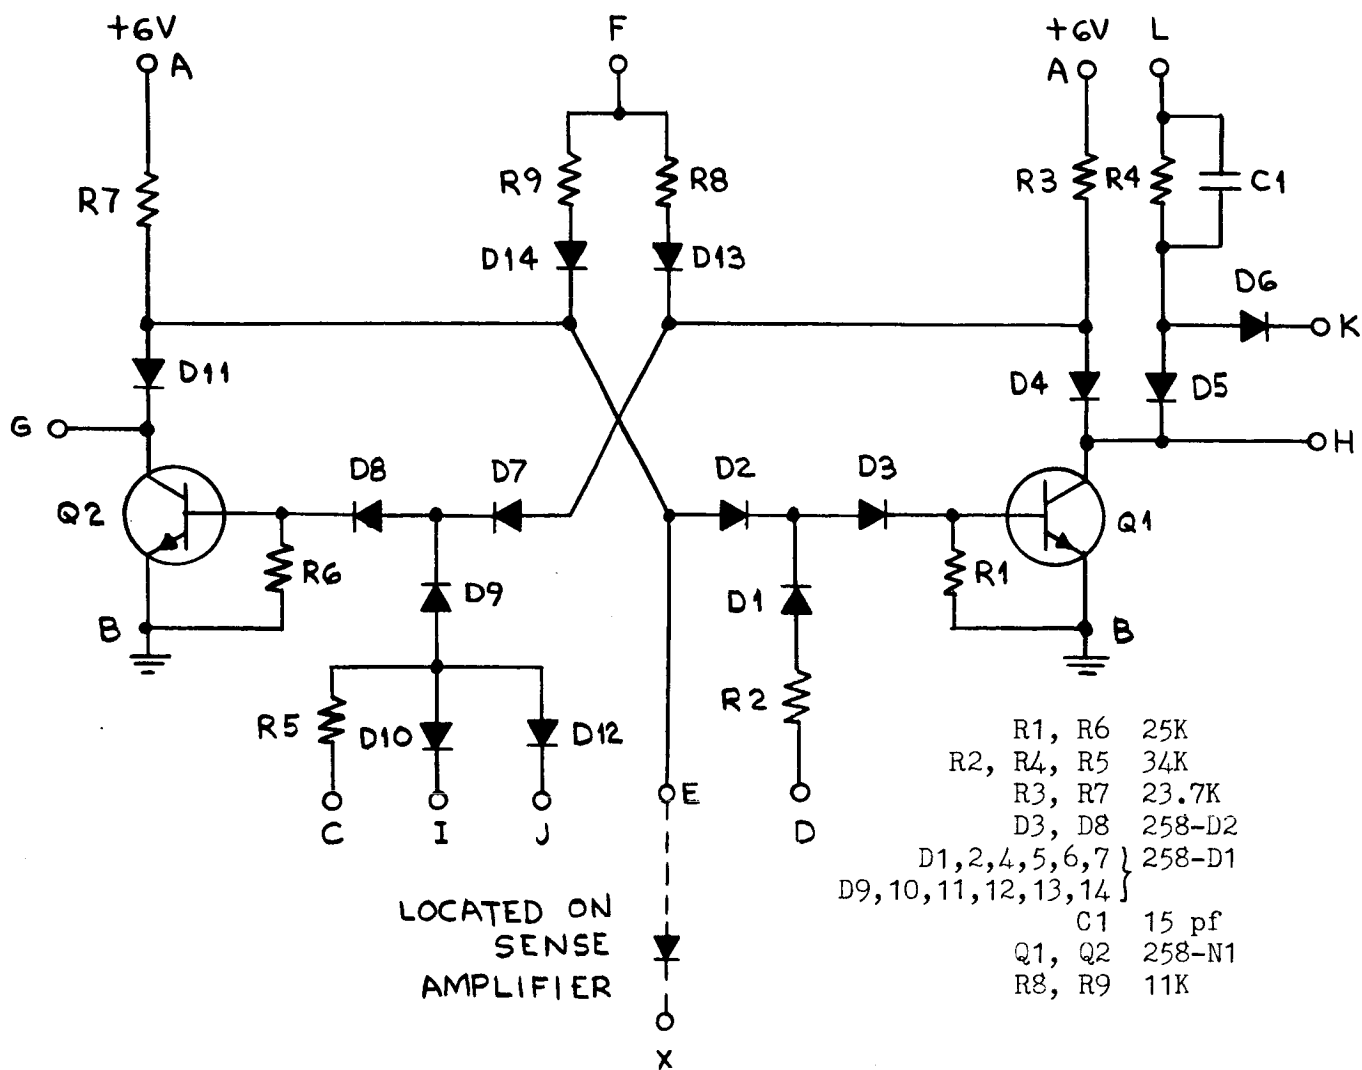 +6V F +6V L
A A
R7 R9 R8 R3 R4 C1
D14 D13 D6
K
D11 D4 D5
G H
D8 D7 D2 D3
Q2 Q1
R6 D9 D1 R1
B B
R5 D10 D12 R2
E
C I J D
LOCATED ON
SENSE
AMPLIFIER
X
R1, R6 25K
R2, R4, R5 34K
R3, R7 23.7K
D3, D8 258-D2
D1,2,4,5,6,7 } 258-D1
D9,10,11,12,13,14
C1 15 pf
Q1, Q2 258-N1
R8, R9 11K